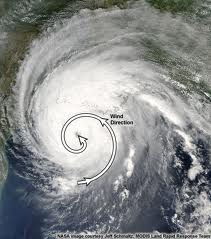 Wind
Direction
NASA image courtesy Jeff Schmaltz, MODIS Land Rapid Response Team